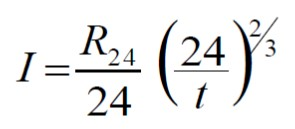 I = R₂₄/24 (24/t)^2/3